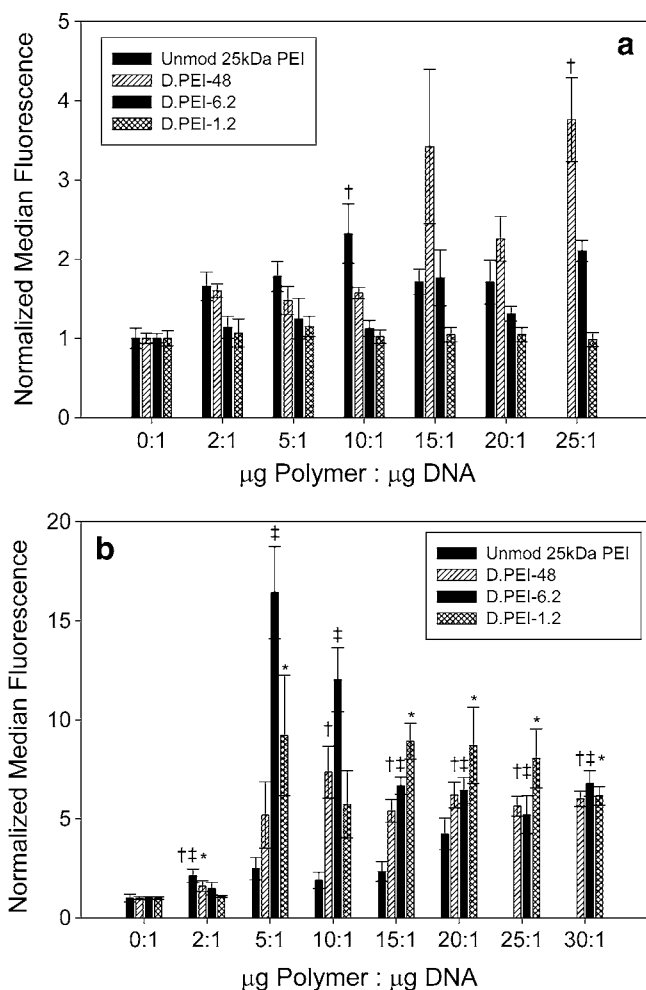 5
4
3
2
1
0
Normalized Median Fluorescence
Unmod 25kDa PEI
D.PEI-48
D.PEI-6.2
D.PEI-1.2
a
†
†
0:1 2:1 5:1 10:1 15:1 20:1 25:1
µg Polymer : µg DNA
20
15
10
5
0
Normalized Median Fluorescence
b
Unmod 25kDa PEI
D.PEI-48
D.PEI-6.2
D.PEI-1.2
†‡*
‡
*
†
‡
†‡
*
†‡
*
†‡
*
†‡*
0:1 2:1 5:1 10:1 15:1 20:1 25:1 30:1
µg Polymer : µg DNA